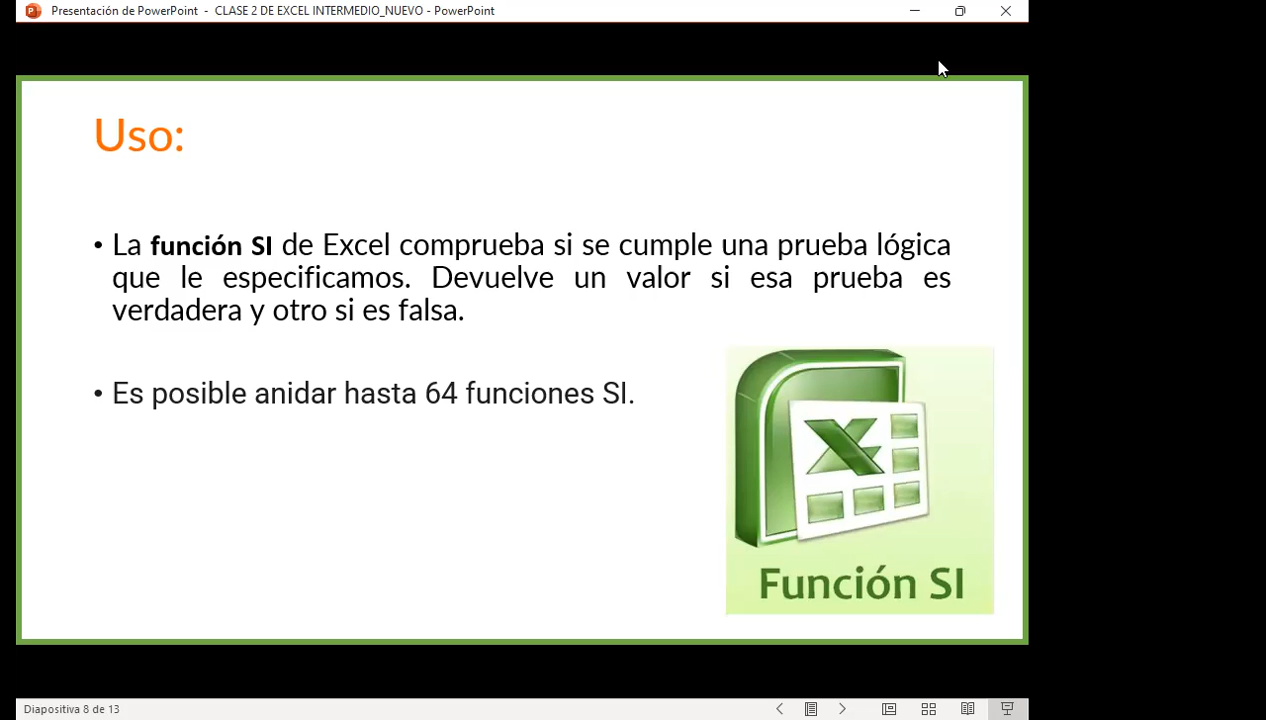 Presentación de PowerPoint - CLASE 2 DE EXCEL INTERMEDIO_NUEVO - PowerPoint
Uso:
• La función SI de Excel comprueba si se cumple una prueba lógica
que le especificamos. Devuelve un valor si esa prueba es
verdadera y otro si es falsa.
• Es posible anidar hasta 64 funciones SI.
Función SI
Diapositiva 8 de 13